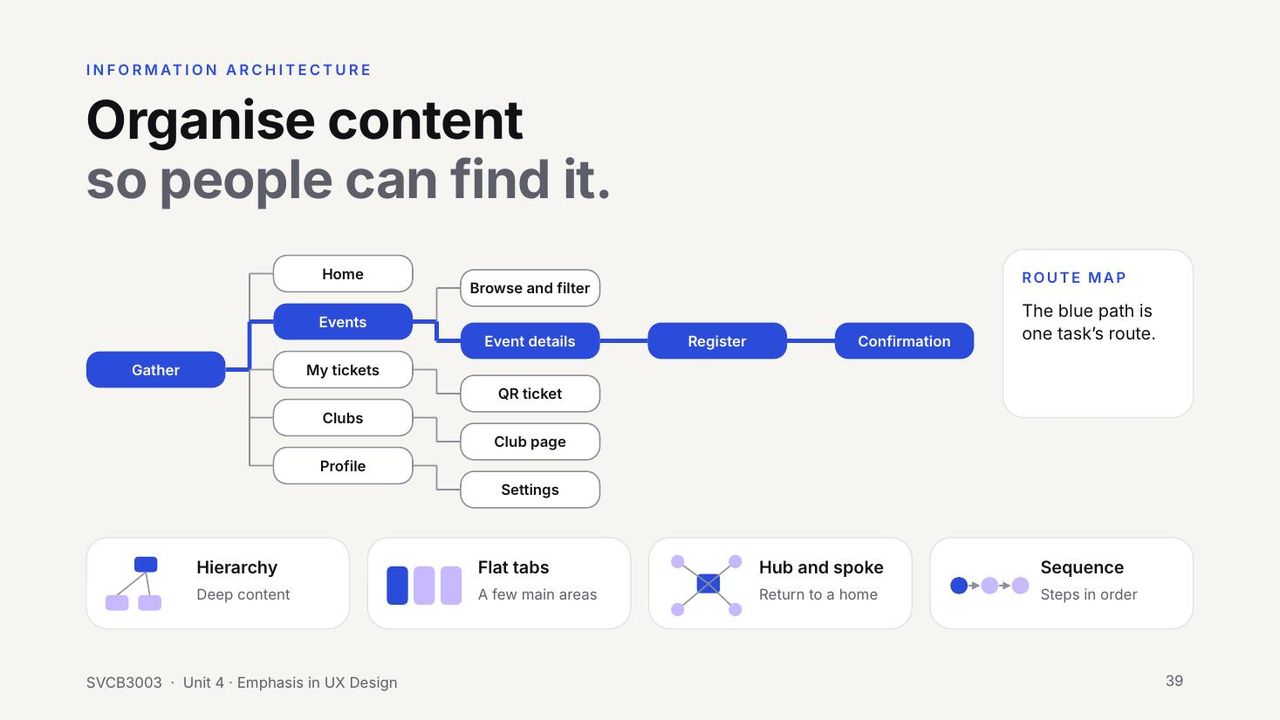 INFORMATION ARCHITECTURE
Organise content
so people can find it.
Home
Browse and filter
Events
Event details
Register
Confirmation
Gather
My tickets
QR ticket
Clubs
Club page
Profile
Settings
ROUTE MAP
The blue path is
one task’s route.
Hierarchy
Deep content
Flat tabs
A few main areas
Hub and spoke
Return to a home
Sequence
Steps in order
SVCB3003 · Unit 4 · Emphasis in UX Design
39